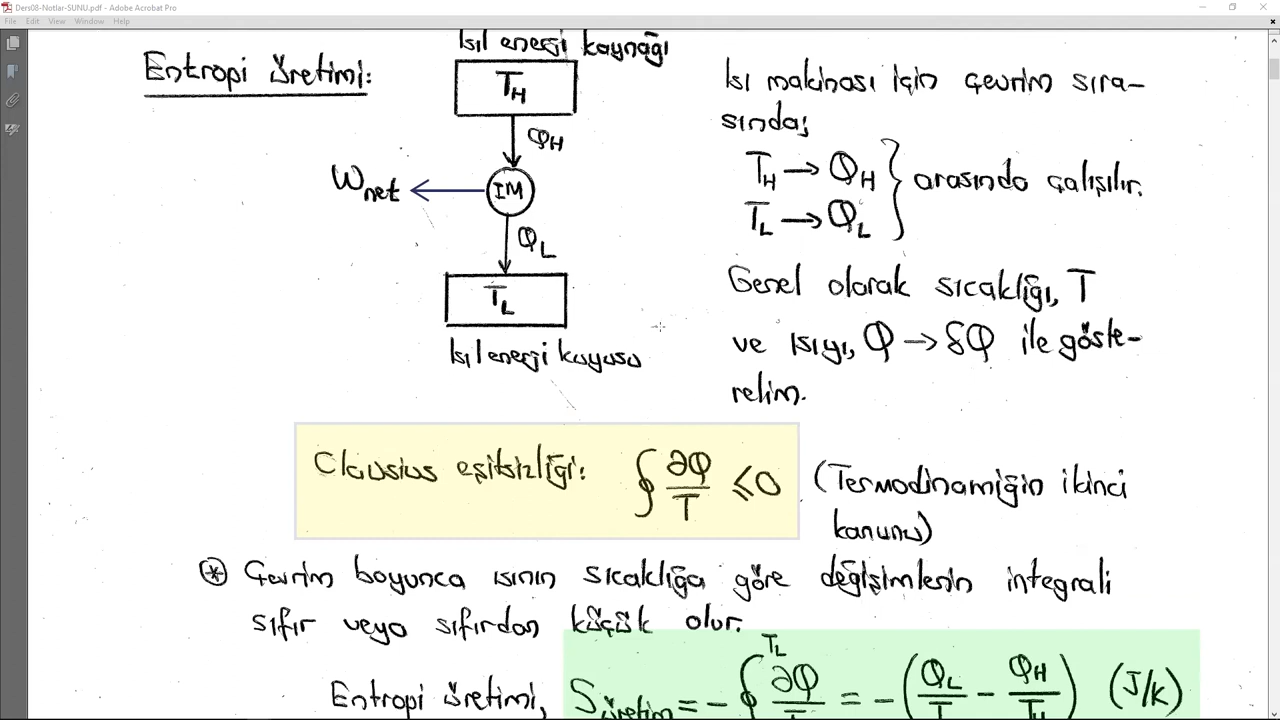 Ders08-Notlar-SUNU.pdf - Adobe Acrobat Pro
File Edit View Window Help
Entropi üretimi:
Isıl enerji kaynağı
T_H
Q_H
W_net
IM
Q_L
T_L
Isıl enerji kuyusu
Isı makinası için çevrim sıra-
sında;
T_H → Q_H
T_L → Q_L
} arasında çalışılır.
Genel olarak sıcaklığı, T
ve ısıyı, Q → δQ ile göste-
relim.
Clausius eşitsizliği: ∮ ∂Q/T ≤ 0 (Termodinamiğin ikinci
kanunu)
⊛ Çevrim boyunca ısının sıcaklığa göre değişimlerin integrali
sıfır veya sıfırdan küçük olur.
Entropi üretimi, S_üretim = - ∮^{T_L} ∂Q/T = - (Q_L/T - Q_H/T_H) (J/K)